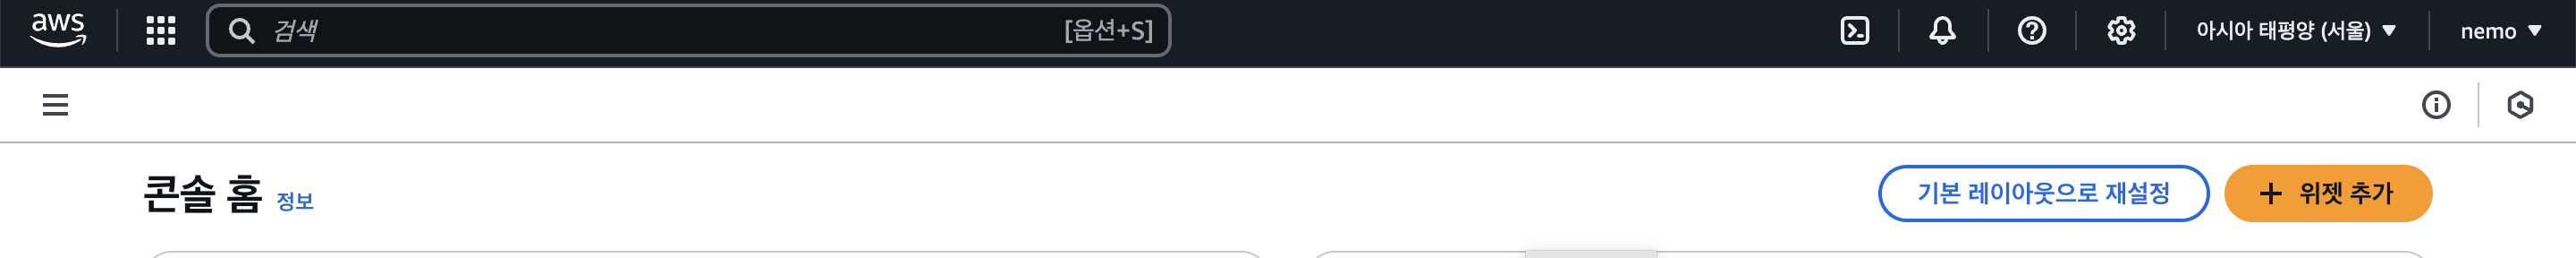 aws 검색 [옵션+S] 아시아 태평양 (서울) nemo
콘솔 홈 정보 기본 레이아웃으로 재설정 + 위젯 추가